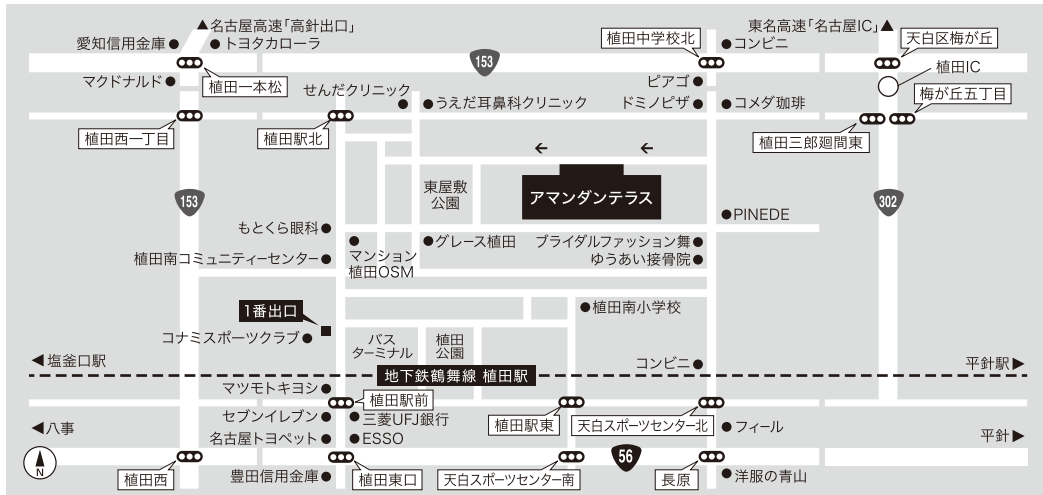 ▲名古屋高速「高針出口」
東名高速「名古屋IC」▲
愛知信用金庫
トヨタカローラ
植田中学校北
コンビニ
天白区梅が丘
153
植田IC
マクドナルド
植田一本松
せんだクリニック
うえだ耳鼻科クリニック
ピアゴ
ドミノピザ
コメダ珈琲
梅が丘五丁目
植田西一丁目
植田駅北
植田三郎廻間東
←
←
153
東屋敷
公園
アマンダンテラス
302
PINEDE
もとくら眼科
グレース植田
ブライダルファッション舞
植田南コミュニティーセンター
マンション
植田OSM
ゆうあい接骨院
1番出口
植田南小学校
コナミスポーツクラブ
バス
ターミナル
植田
公園
◀塩釜口駅
コンビニ
平針駅▶
地下鉄鶴舞線 植田駅
マツモトキヨシ
植田駅前
セブンイレブン
三菱UFJ銀行
植田駅東
天白スポーツセンター北
フィール
◀八事
名古屋トヨペット
ESSO
平針▶
N
植田西
豊田信用金庫
植田東口
天白スポーツセンター南
56
長原
洋服の青山